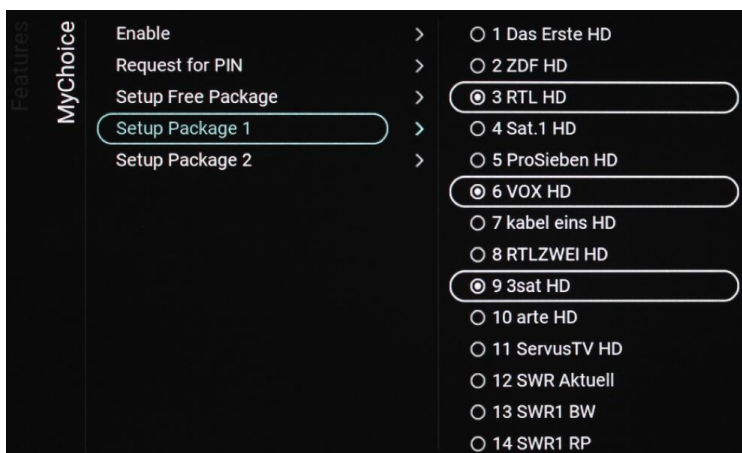 Features
MyChoice
Enable
Request for PIN
Setup Free Package
Setup Package 1
Setup Package 2
1 Das Erste HD
2 ZDF HD
3 RTL HD
4 Sat.1 HD
5 ProSieben HD
6 VOX HD
7 kabel eins HD
8 RTLZWEI HD
9 3sat HD
10 arte HD
11 ServusTV HD
12 SWR Aktuell
13 SWR1 BW
14 SWR1 RP